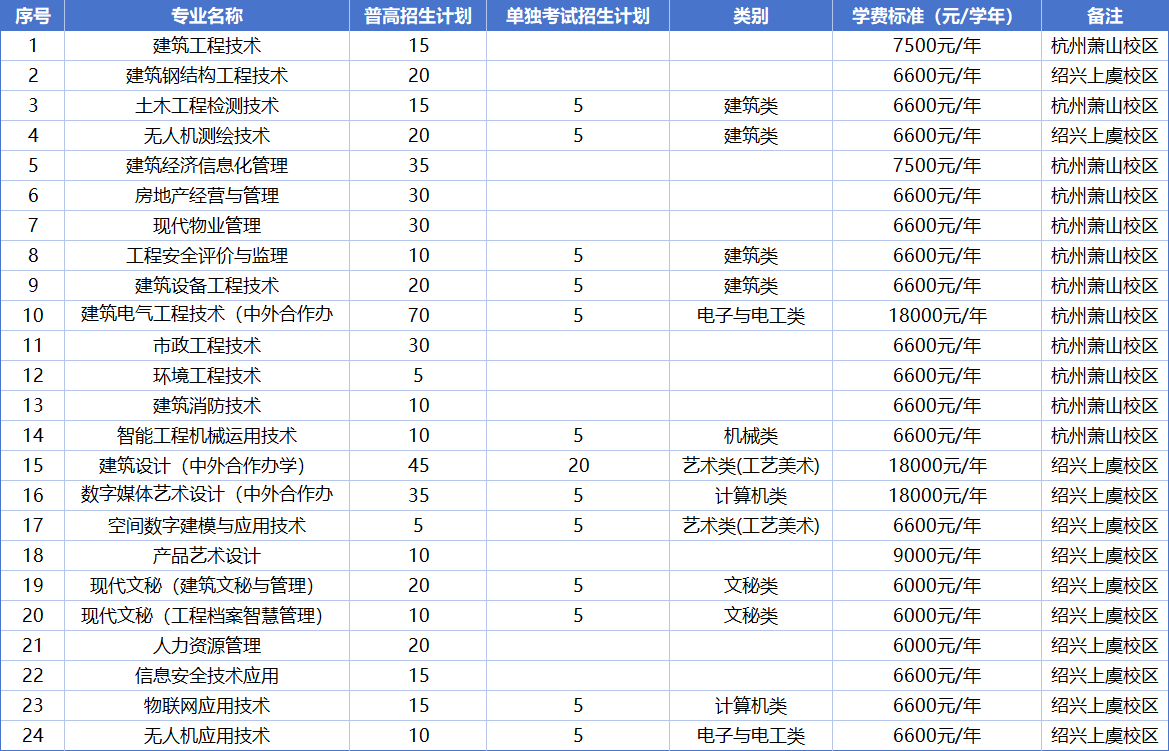 序号 专业名称 普高招生计划 单独考试招生计划 类别 学费标准（元/学年） 备注
1 建筑工程技术 15 7500元/年 杭州萧山校区
2 建筑钢结构工程技术 20 6600元/年 绍兴上虞校区
3 土木工程检测技术 15 5 建筑类 6600元/年 杭州萧山校区
4 无人机测绘技术 20 5 建筑类 6600元/年 绍兴上虞校区
5 建筑经济信息化管理 35 7500元/年 杭州萧山校区
6 房地产经营与管理 30 6600元/年 杭州萧山校区
7 现代物业管理 30 6600元/年 杭州萧山校区
8 工程安全评价与监理 10 5 建筑类 6600元/年 杭州萧山校区
9 建筑设备工程技术 20 5 建筑类 6600元/年 杭州萧山校区
10 建筑电气工程技术（中外合作办 70 5 电子与电工类 18000元/年 杭州萧山校区
11 市政工程技术 30 6600元/年 杭州萧山校区
12 环境工程技术 5 6600元/年 杭州萧山校区
13 建筑消防技术 10 6600元/年 杭州萧山校区
14 智能工程机械运用技术 10 5 机械类 6600元/年 杭州萧山校区
15 建筑设计（中外合作办学） 45 20 艺术类(工艺美术) 18000元/年 绍兴上虞校区
16 数字媒体艺术设计（中外合作办 35 5 计算机类 18000元/年 绍兴上虞校区
17 空间数字建模与应用技术 5 5 艺术类(工艺美术) 6600元/年 绍兴上虞校区
18 产品艺术设计 10 9000元/年 绍兴上虞校区
19 现代文秘（建筑文秘与管理） 20 5 文秘类 6000元/年 绍兴上虞校区
20 现代文秘（工程档案智慧管理） 10 5 文秘类 6000元/年 绍兴上虞校区
21 人力资源管理 20 6000元/年 绍兴上虞校区
22 信息安全技术应用 15 6600元/年 绍兴上虞校区
23 物联网应用技术 15 5 计算机类 6600元/年 绍兴上虞校区
24 无人机应用技术 10 5 电子与电工类 6600元/年 绍兴上虞校区